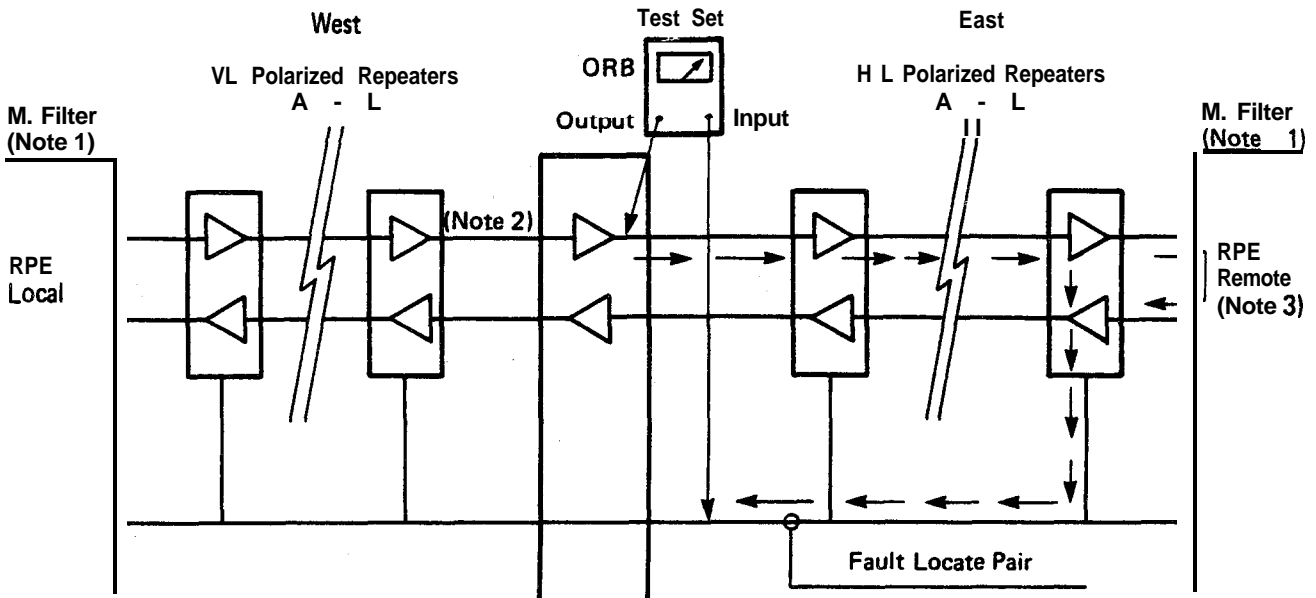 West
Test Set
East
VL Polarized Repeaters
A - L
ORB
H L Polarized Repeaters
A - L
M. Filter
(Note 1)
Output
Input
M. Filter
(Note 1)
(Note 2)
RPE
Local
RPE
Remote
(Note 3)
Fault Locate Pair